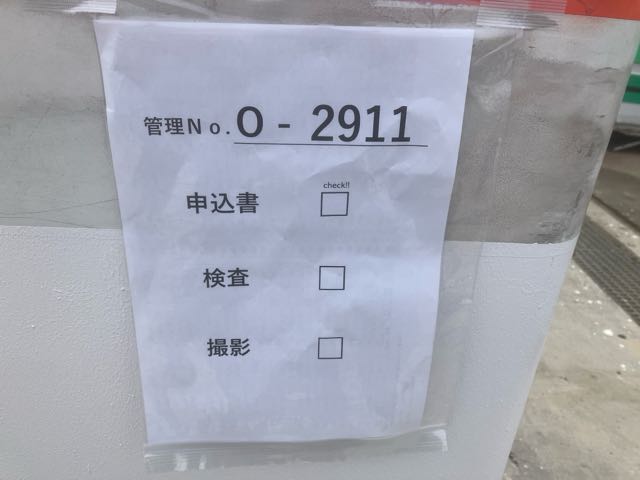 管理No. O - 2911
check!!
申込書 □
検査 □
撮影 □